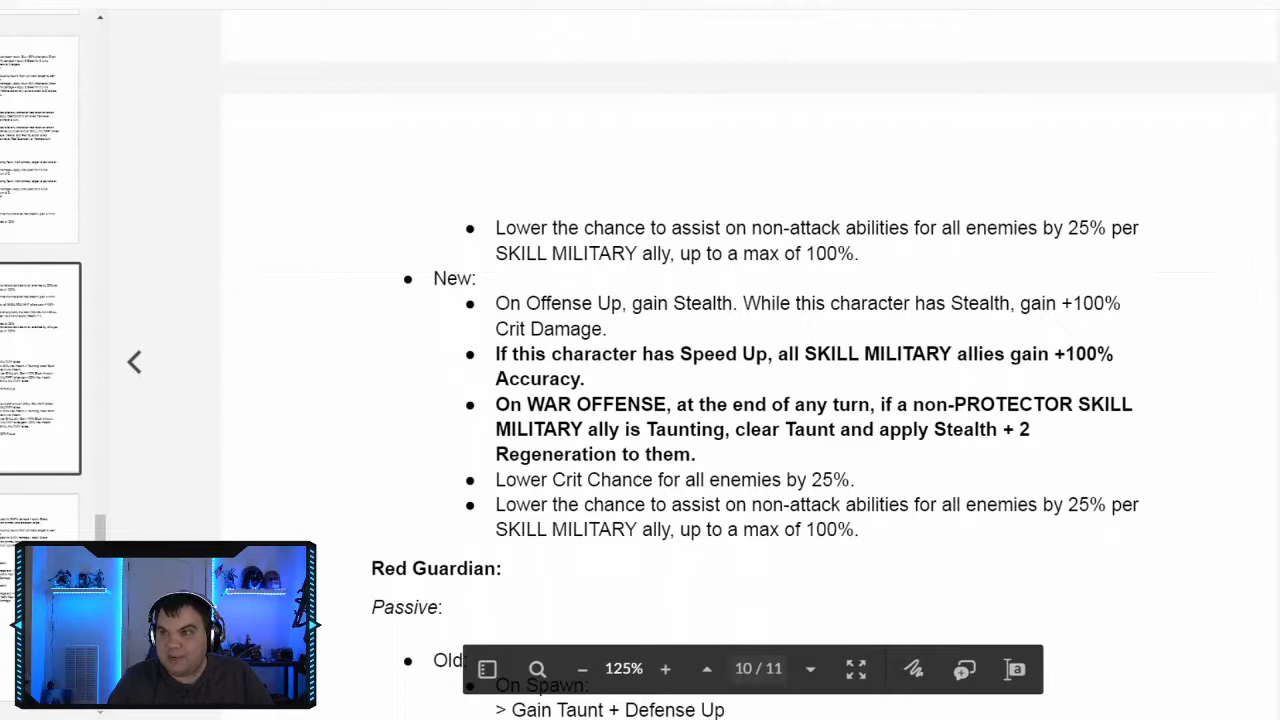 ● Lower the chance to assist on non-attack abilities for all enemies by 25% per
SKILL MILITARY ally, up to a max of 100%.
● New:
● On Offense Up, gain Stealth. While this character has Stealth, gain +100%
Crit Damage.
● If this character has Speed Up, all SKILL MILITARY allies gain +100%
Accuracy.
● On WAR OFFENSE, at the end of any turn, if a non-PROTECTOR SKILL
MILITARY ally is Taunting, clear Taunt and apply Stealth + 2
Regeneration to them.
● Lower Crit Chance for all enemies by 25%.
● Lower the chance to assist on non-attack abilities for all enemies by 25% per
SKILL MILITARY ally, up to a max of 100%.
Red Guardian:
Passive:
● Old:
125% 10 / 11
● On Spawn:
> Gain Taunt + Defense Up